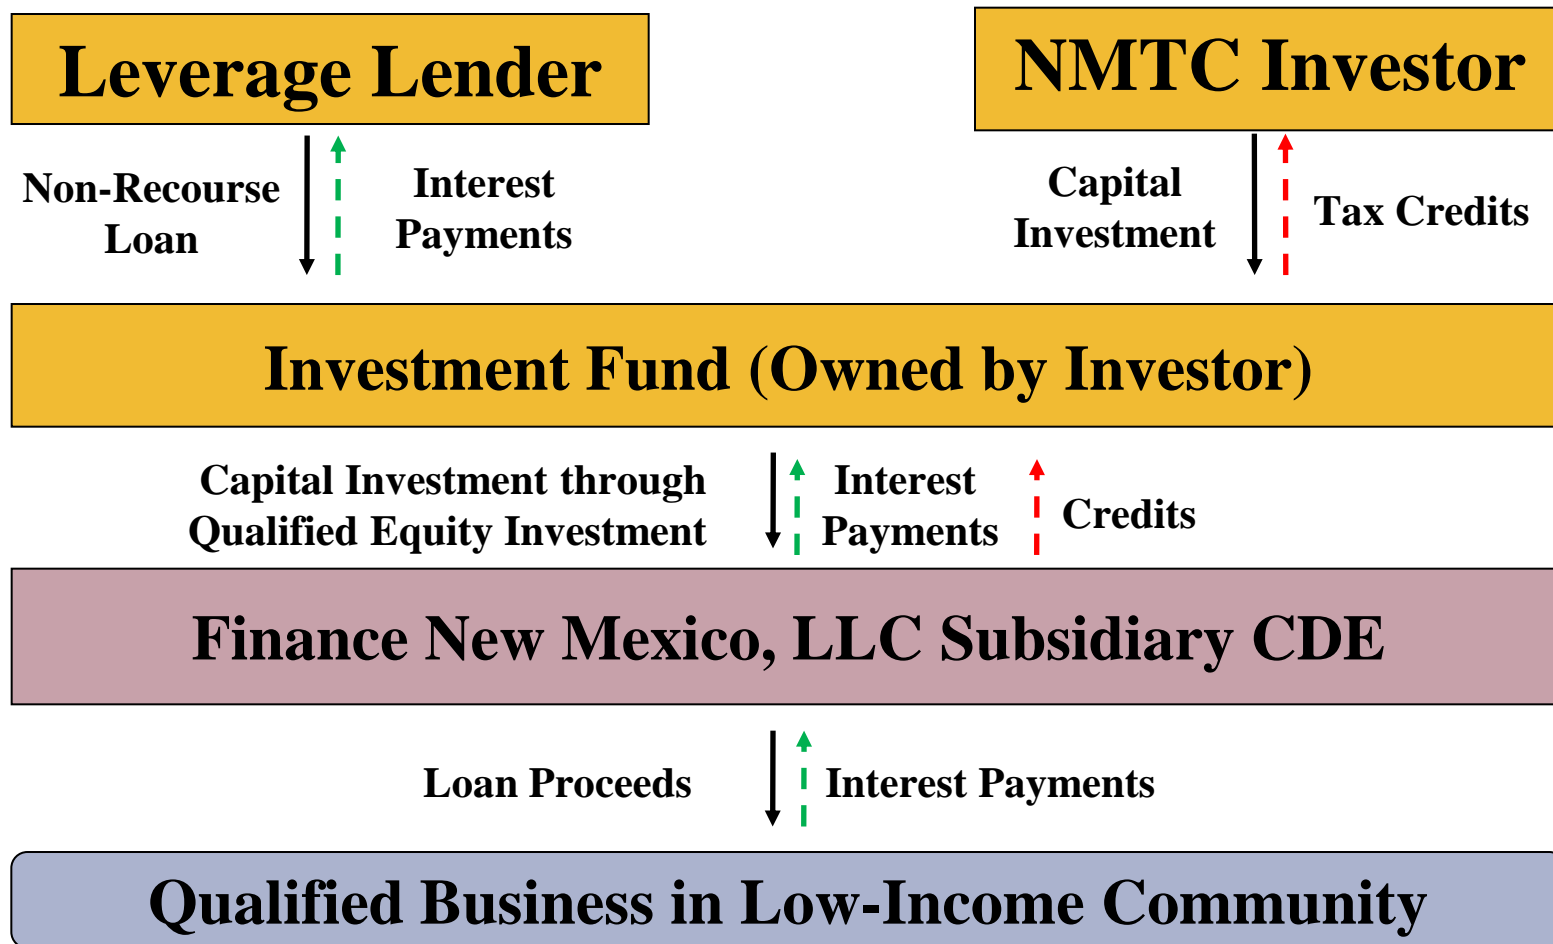 Leverage Lender
NMTC Investor
Non-Recourse
Loan
Interest
Payments
Capital
Investment
Tax Credits
Investment Fund (Owned by Investor)
Capital Investment through
Qualified Equity Investment
Interest
Payments
Credits
Finance New Mexico, LLC Subsidiary CDE
Loan Proceeds
Interest Payments
Qualified Business in Low-Income Community